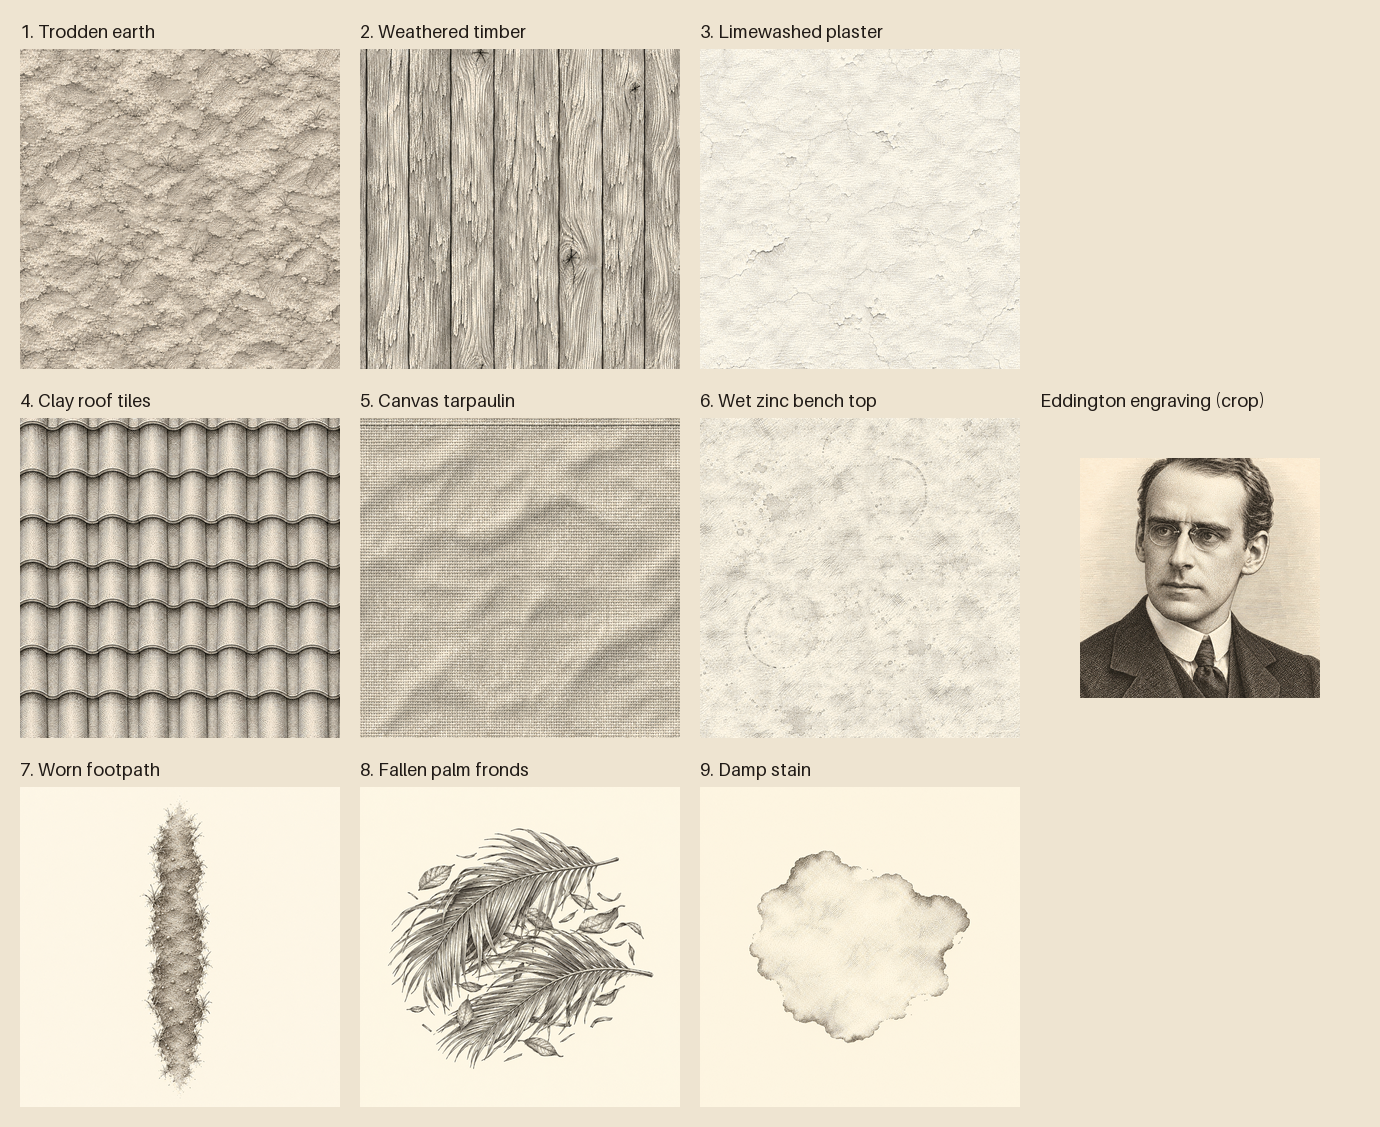 1. Trodden earth
2. Weathered timber
3. Limewashed plaster
4. Clay roof tiles
5. Canvas tarpaulin
6. Wet zinc bench top
Eddington engraving (crop)
7. Worn footpath
8. Fallen palm fronds
9. Damp stain